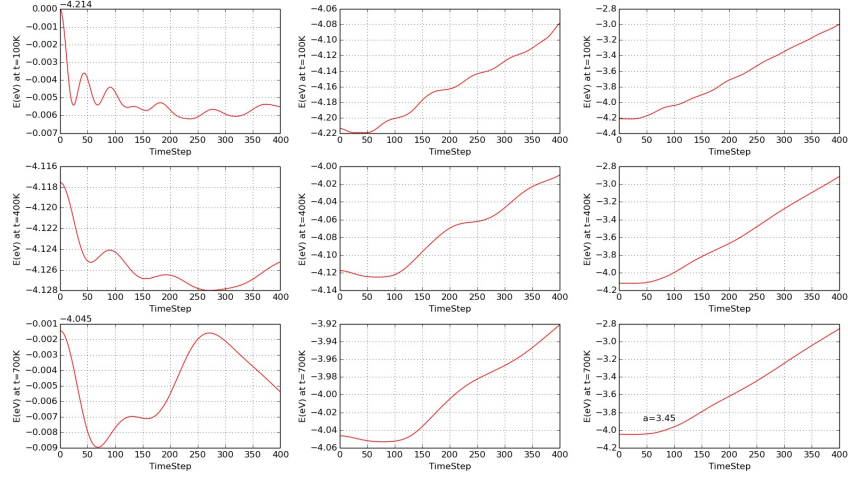 −4.214
0.000
−0.001
−0.002
−0.003
−0.004
−0.005
−0.006
−0.007
E(eV) at t=100K
0 50 100 150 200 250 300 350 400
TimeStep
−4.06
−4.08
−4.10
−4.12
−4.14
−4.16
−4.18
−4.20
−4.22
E(eV) at t=100K
0 50 100 150 200 250 300 350 400
TimeStep
−2.8
−3.0
−3.2
−3.4
−3.6
−3.8
−4.0
−4.2
−4.4
E(eV) at t=100K
0 50 100 150 200 250 300 350 400
TimeStep
−4.116
−4.118
−4.120
−4.122
−4.124
−4.126
−4.128
E(eV) at t=400K
0 50 100 150 200 250 300 350 400
TimeStep
−4.00
−4.02
−4.04
−4.06
−4.08
−4.10
−4.12
−4.14
E(eV) at t=400K
0 50 100 150 200 250 300 350 400
TimeStep
−2.8
−3.0
−3.2
−3.4
−3.6
−3.8
−4.0
−4.2
E(eV) at t=400K
0 50 100 150 200 250 300 350 400
TimeStep
−4.045
−0.001
−0.002
−0.003
−0.004
−0.005
−0.006
−0.007
−0.008
−0.009
E(eV) at t=700K
0 50 100 150 200 250 300 350 400
TimeStep
−3.92
−3.94
−3.96
−3.98
−4.00
−4.02
−4.04
−4.06
E(eV) at t=700K
0 50 100 150 200 250 300 350 400
TimeStep
−2.8
−3.0
−3.2
−3.4
−3.6
−3.8
−4.0
−4.2
E(eV) at t=700K
a=3.45
0 50 100 150 200 250 300 350 400
TimeStep